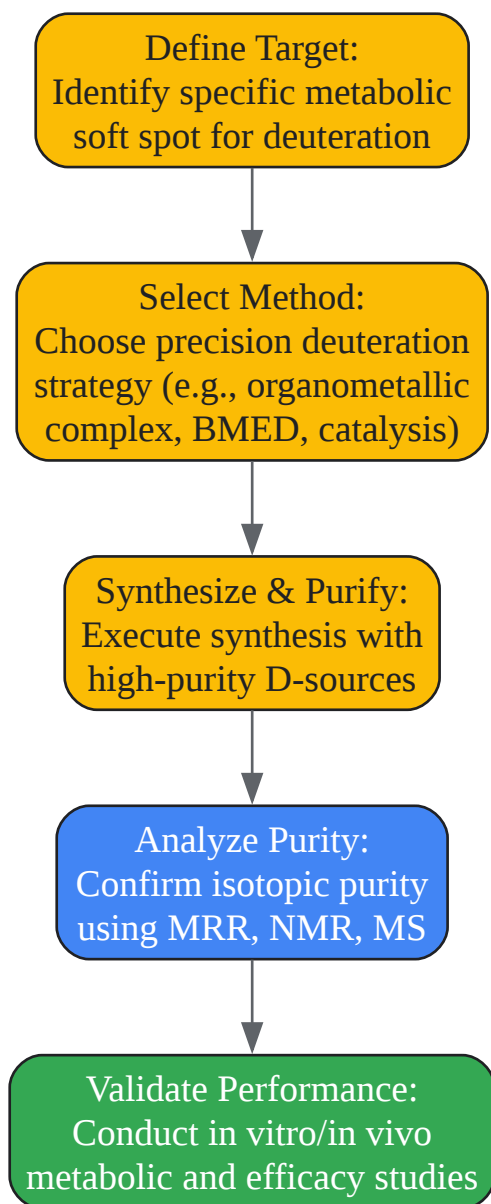 Define Target:
Identify specific metabolic
soft spot for deuteration
Select Method:
Choose precision deuteration
strategy (e.g., organometallic
complex, BMED, catalysis)
Synthesize & Purify:
Execute synthesis with
high-purity D-sources
Analyze Purity:
Confirm isotopic purity
using MRR, NMR, MS
Validate Performance:
Conduct in vitro/in vivo
metabolic and efficacy studies